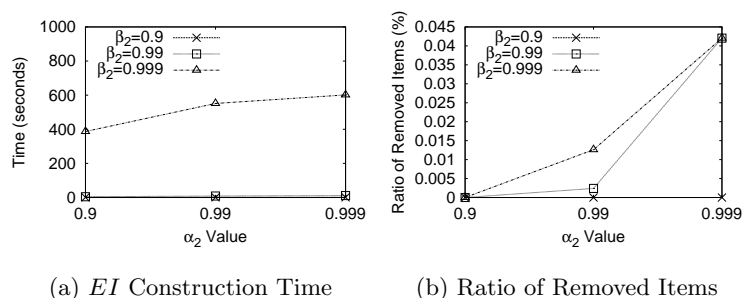 β2=0.9
β2=0.99
β2=0.999
1000
800
600
400
200
0
Time (seconds)
0.9 0.99 0.999
α2 Value
(a) EI Construction Time
β2=0.9
β2=0.99
β2=0.999
0.045
0.04
0.035
0.03
0.025
0.02
0.015
0.01
0.005
0
Ratio of Removed Items (%)
0.9 0.99 0.999
α2 Value
(b) Ratio of Removed Items